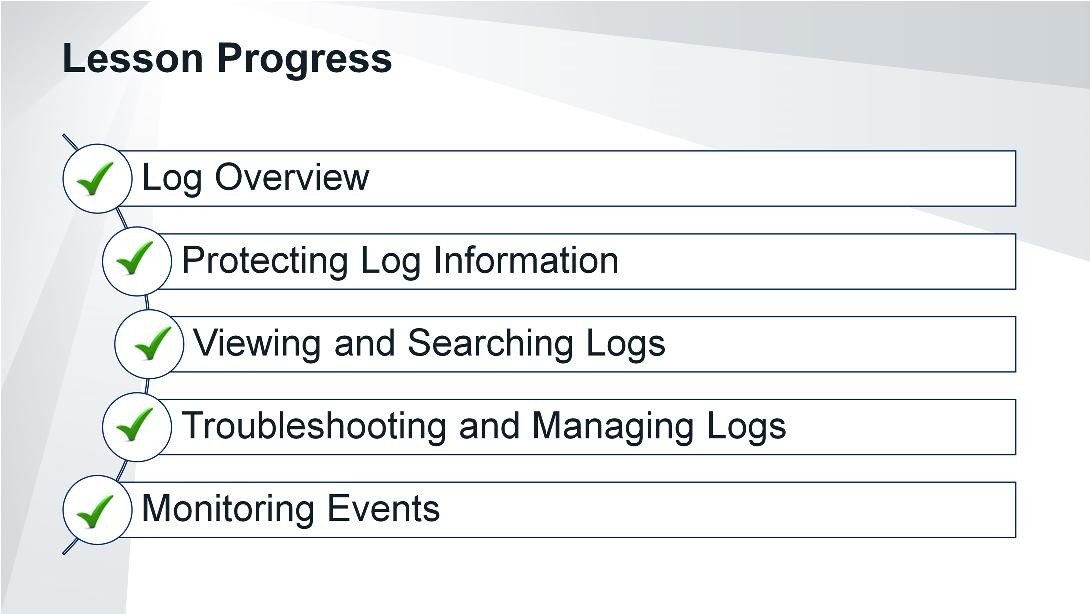 Lesson Progress
Log Overview
Protecting Log Information
Viewing and Searching Logs
Troubleshooting and Managing Logs
Monitoring Events